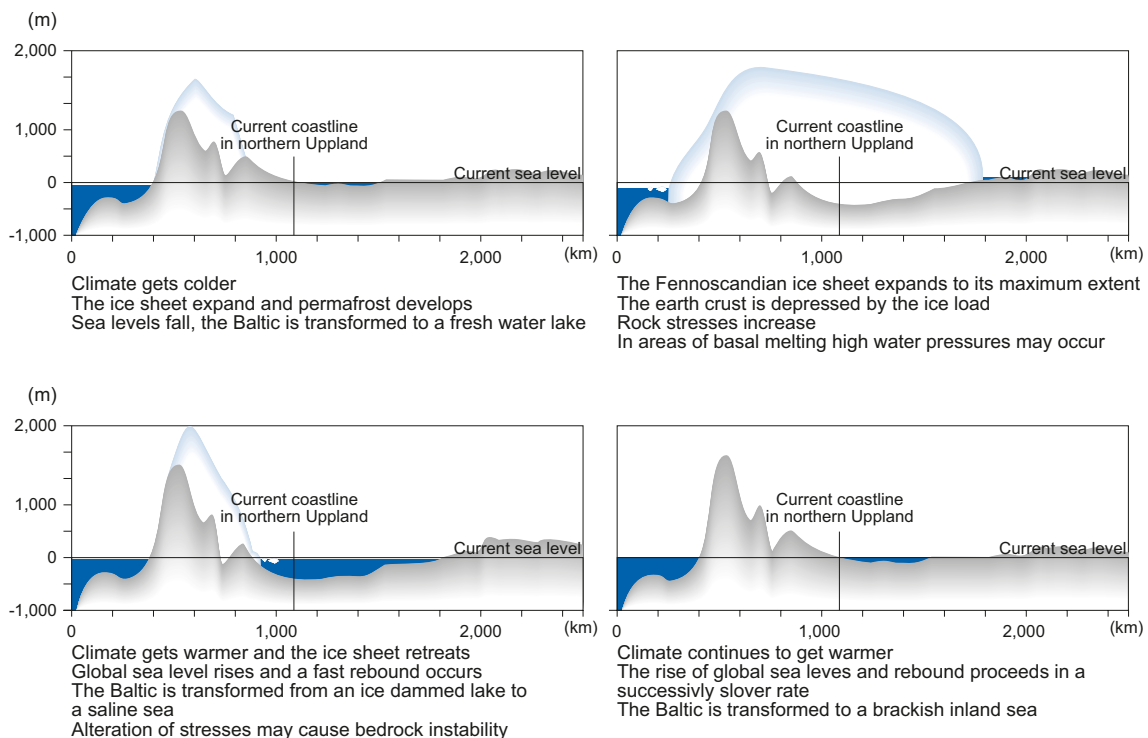 (m)
2,000
1,000
0
-1,000
Current coastline
in northern Uppland
Current sea level
0
1,000
2,000
(km)
Climate gets colder
The ice sheet expand and permafrost develops
Sea levels fall, the Baltic is transformed to a fresh water lake
Current coastline
in northern Uppland
Current sea level
0
1,000
2,000
(km)
The Fennoscandian ice sheet expands to its maximum extent
The earth crust is depressed by the ice load
Rock stresses increase
In areas of basal melting high water pressures may occur
(m)
2,000
1,000
0
-1,000
Current coastline
in northern Uppland
Current sea level
0
1,000
2,000
(km)
Climate gets warmer and the ice sheet retreats
Global sea level rises and a fast rebound occurs
The Baltic is transformed from an ice dammed lake to
a saline sea
Alteration of stresses may cause bedrock instability
Current coastline
in northern Uppland
Current sea level
0
1,000
2,000
(km)
Climate continues to get warmer
The rise of global sea leves and rebound proceeds in a
successivly slover rate
The Baltic is transformed to a brackish inland sea